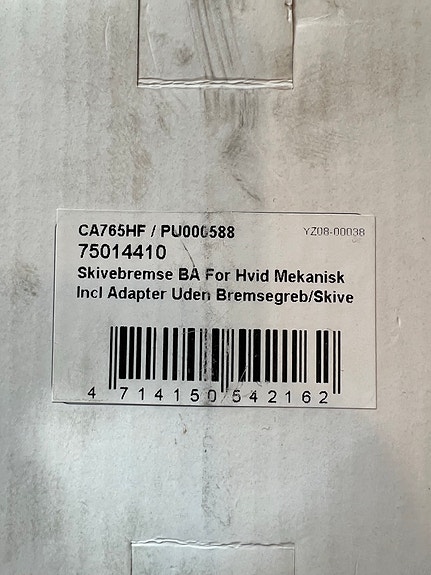 CA765HF / PU000588
YZ08-00038
75014410
Skivebremse BA For Hvid Mekanisk
Incl Adapter Uden Bremsegreb/Skive
4 714150 542162